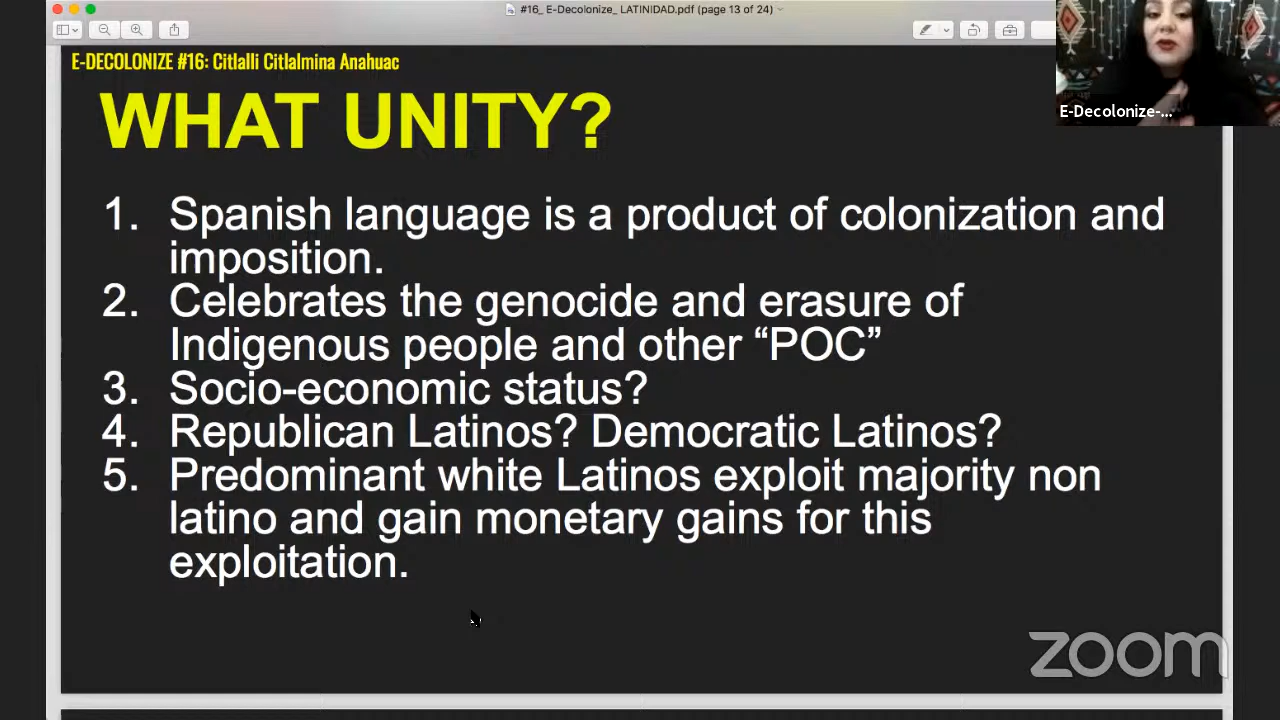 #16_ E-Decolonize_ LATINIDAD.pdf (page 13 of 24)
E-DECOLONIZE #16: Citlalli Citlalmina Anahuac
E-Decolonize-...
WHAT UNITY?
1. Spanish language is a product of colonization and
imposition.
2. Celebrates the genocide and erasure of
Indigenous people and other “POC”
3. Socio-economic status?
4. Republican Latinos? Democratic Latinos?
5. Predominant white Latinos exploit majority non
latino and gain monetary gains for this
exploitation.
zoom